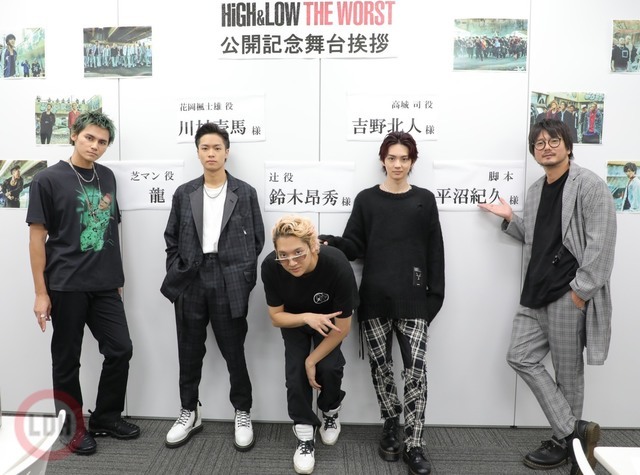 HiGH&LOW THE WORST
公開記念舞台挨拶
花岡楓士雄 役
川村壱馬 様
高城 司 役
吉野北人 様
芝マン 役
龍
辻 役
鈴木昂秀 様
脚本
平沼紀久 様
LDH